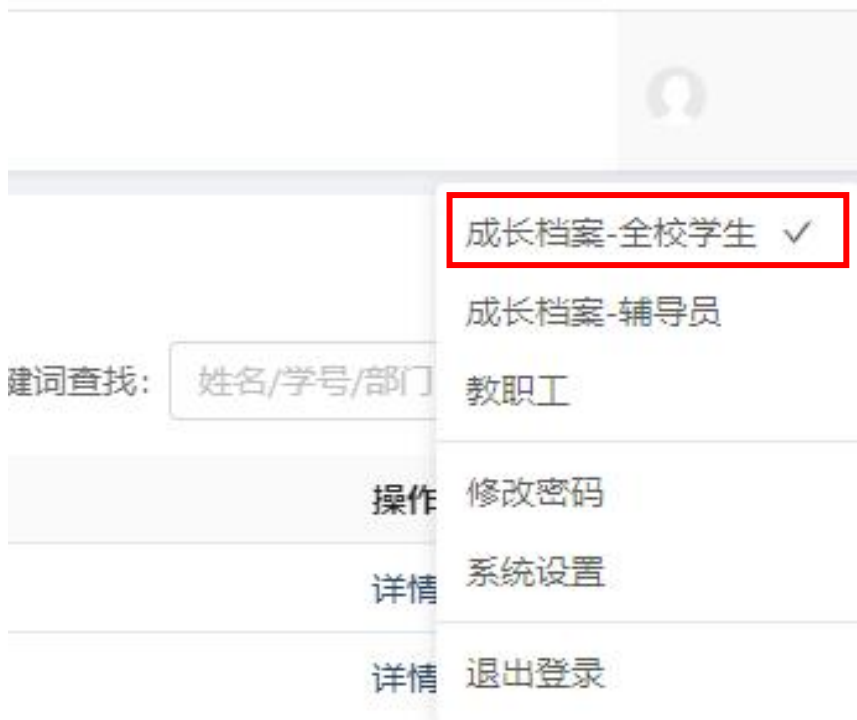 成长档案-全校学生
成长档案-辅导员
键词查找：
姓名/学号/部门
教职工
操作
修改密码
详情
系统设置
详情
退出登录